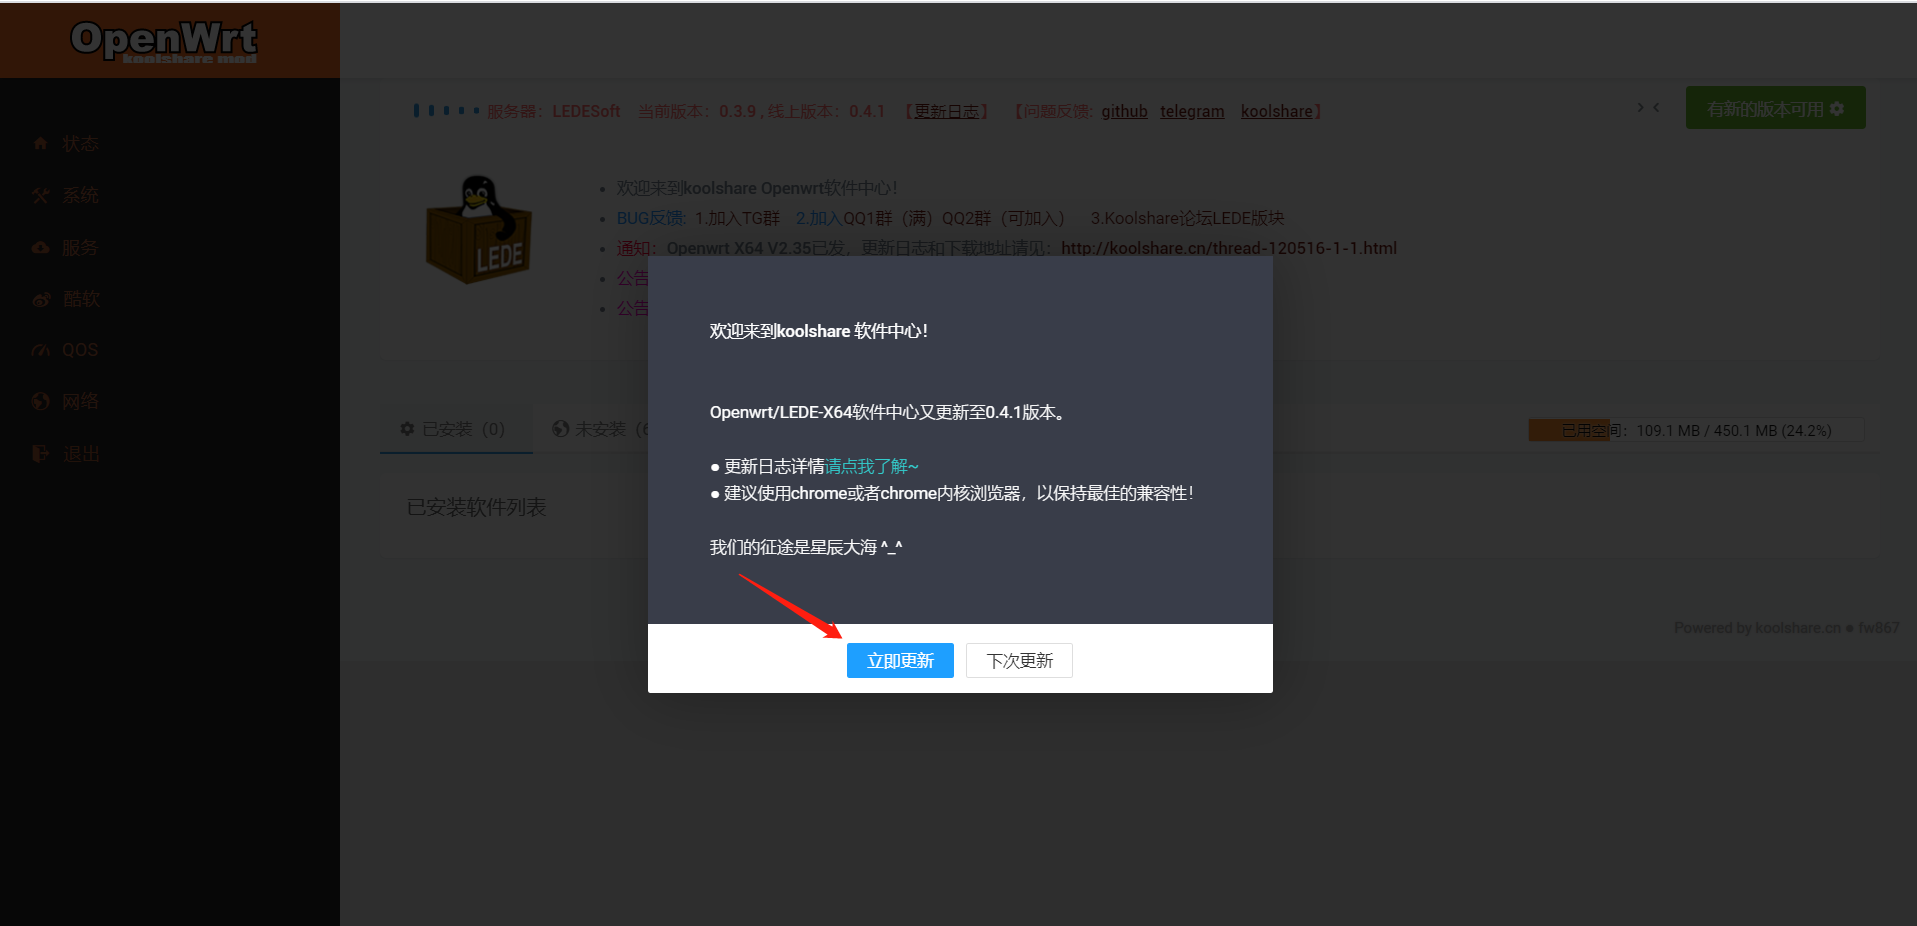 OpenWrt
koolshare mod
状态
系统
服务
酷软
QOS
网络
退出
服务器：LEDESoft 当前版本：0.3.9 , 线上版本：0.4.1 【更新日志】 【问题反馈: github telegram koolshare】
有新的版本可用
LEDE
欢迎来到koolshare Openwrt软件中心！
BUG反馈: 1.加入TG群 2.加入QQ1群（满）QQ2群（可加入） 3.Koolshare论坛LEDE版块
通知：Openwrt X64 V2.35已发，更新日志和下载地址请见：http://koolshare.cn/thread-120516-1-1.html
公告
公告
欢迎来到koolshare 软件中心！
Openwrt/LEDE-X64软件中心又更新至0.4.1版本。
● 更新日志详情请点我了解~
● 建议使用chrome或者chrome内核浏览器，以保持最佳的兼容性！
我们的征途是星辰大海 ^_^
立即更新
下次更新
已安装（0）
未安装（
已用空间：109.1 MB / 450.1 MB (24.2%)
已安装软件列表
Powered by koolshare.cn ● fw867